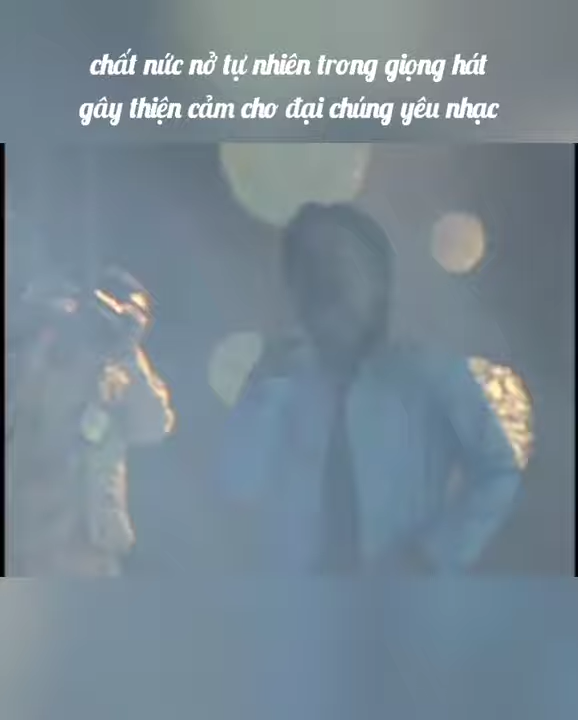 chất nức nở tự nhiên trong giọng hát
gây thiện cảm cho đại chúng yêu nhạc